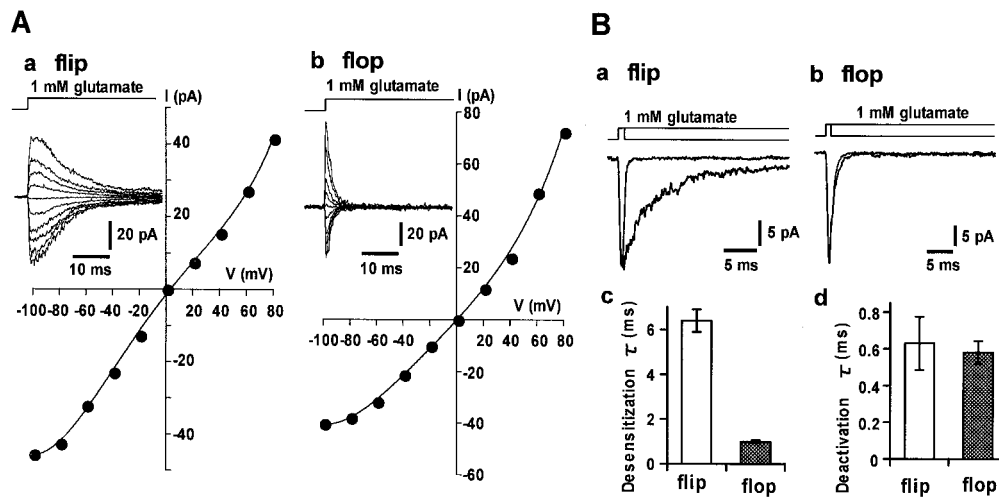 A
a flip
1 mM glutamate
I (pA)
40
20
20 pA
10 ms
V (mV)
-100 -60 -20 20 40 60 80
-20
-40
b flop
1 mM glutamate
I (pA)
80
60
40
20
20 pA
10 ms
V (mV)
-100 -60 -20 20 40 60 80
-20
-40
-60
B
a flip
1 mM glutamate
5 pA
5 ms
b flop
1 mM glutamate
5 pA
5 ms
c
Desensitization τ (ms)
6
4
2
0
flip flop
d
Deactivation τ (ms)
0.8
0.6
0.4
0.2
0
flip flop